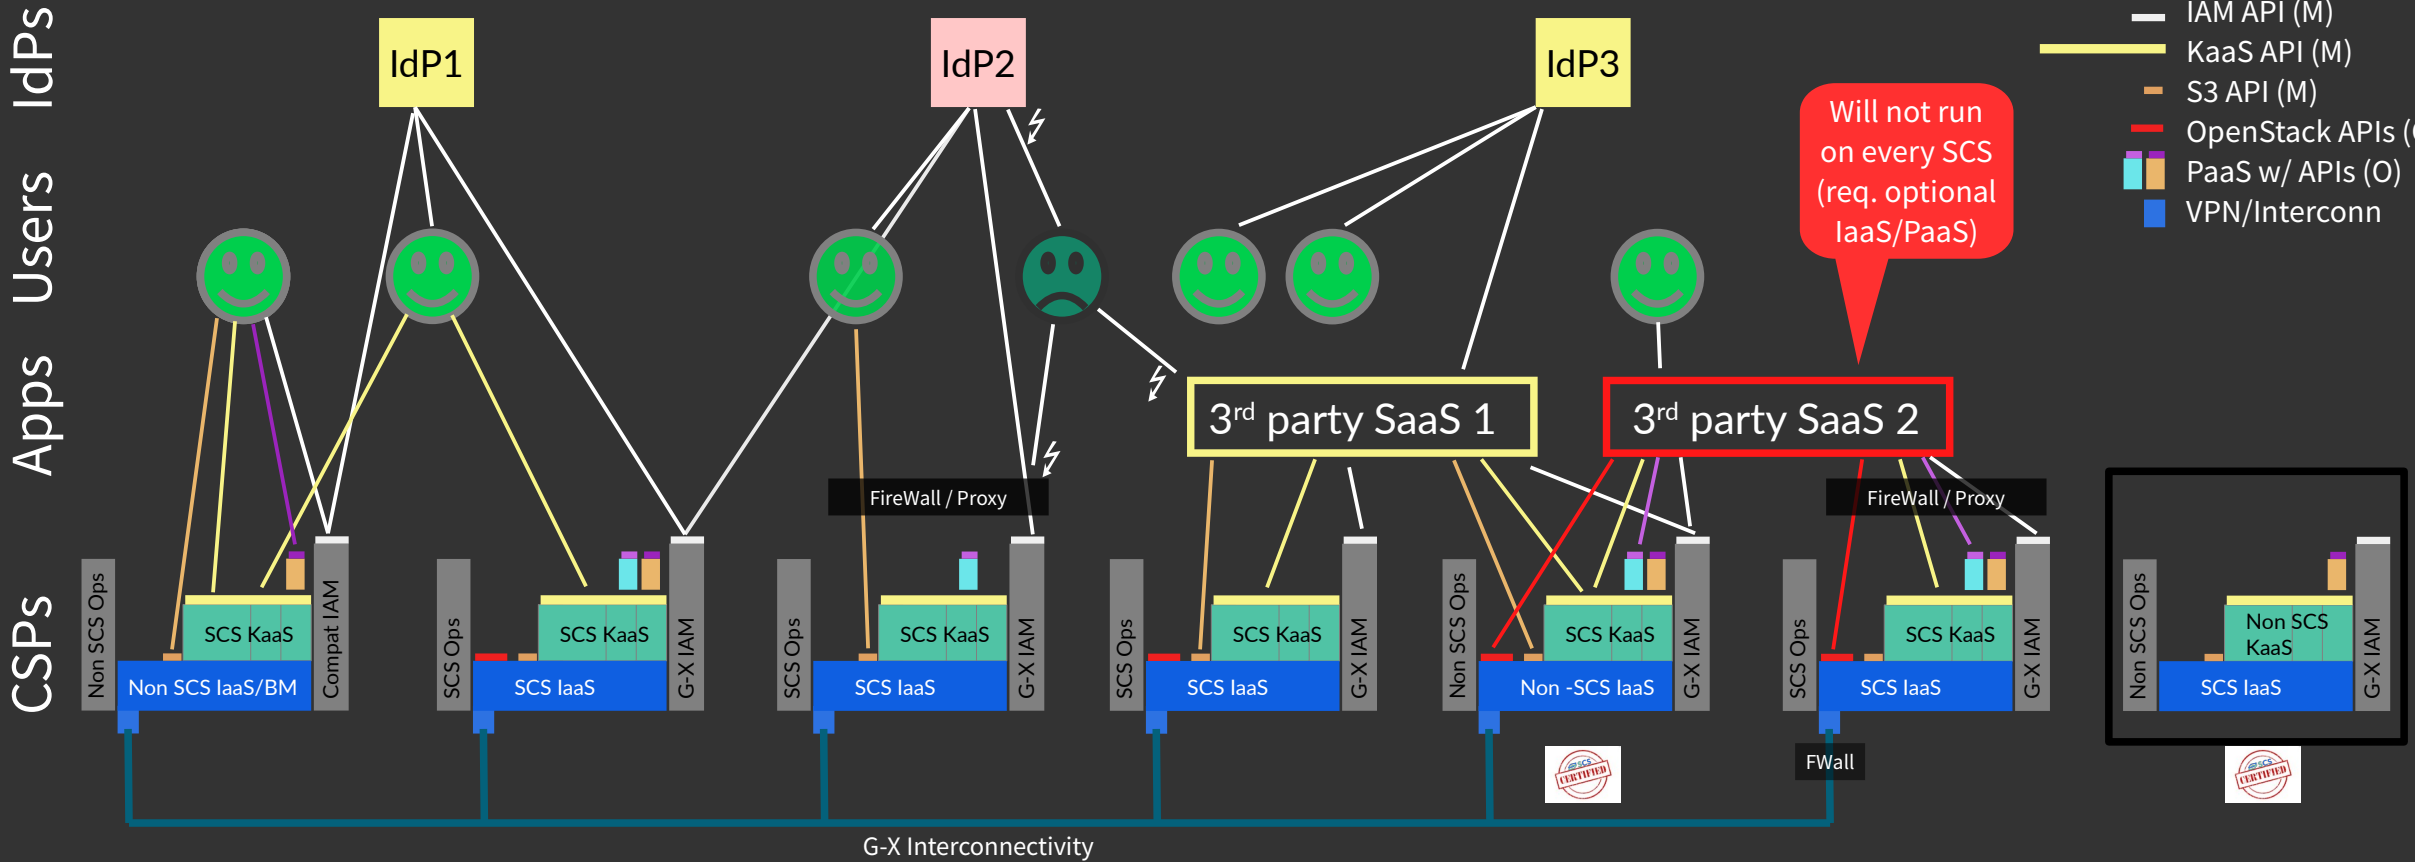 IdPs
Users
Apps
CSPs
IdP1
IdP2
IdP3
Will not run
on every SCS
(req. optional
IaaS/PaaS)
IAM API (M)
KaaS API (M)
S3 API (M)
OpenStack APIs (
PaaS w/ APIs (O)
VPN/Interconn
3rd party SaaS 1
3rd party SaaS 2
FireWall / Proxy
FireWall / Proxy
Non SCS Ops
SCS KaaS
Non SCS IaaS/BM
Compat IAM
SCS Ops
SCS KaaS
SCS IaaS
G-X IAM
SCS Ops
SCS KaaS
SCS IaaS
G-X IAM
SCS Ops
SCS KaaS
SCS IaaS
G-X IAM
Non SCS Ops
SCS KaaS
Non -SCS IaaS
G-X IAM
SCS Ops
SCS KaaS
SCS IaaS
G-X IAM
Non SCS Ops
Non SCS
KaaS
SCS IaaS
G-X IAM
SCS
CERTIFIED
FWall
SCS
CERTIFIED
G-X Interconnectivity